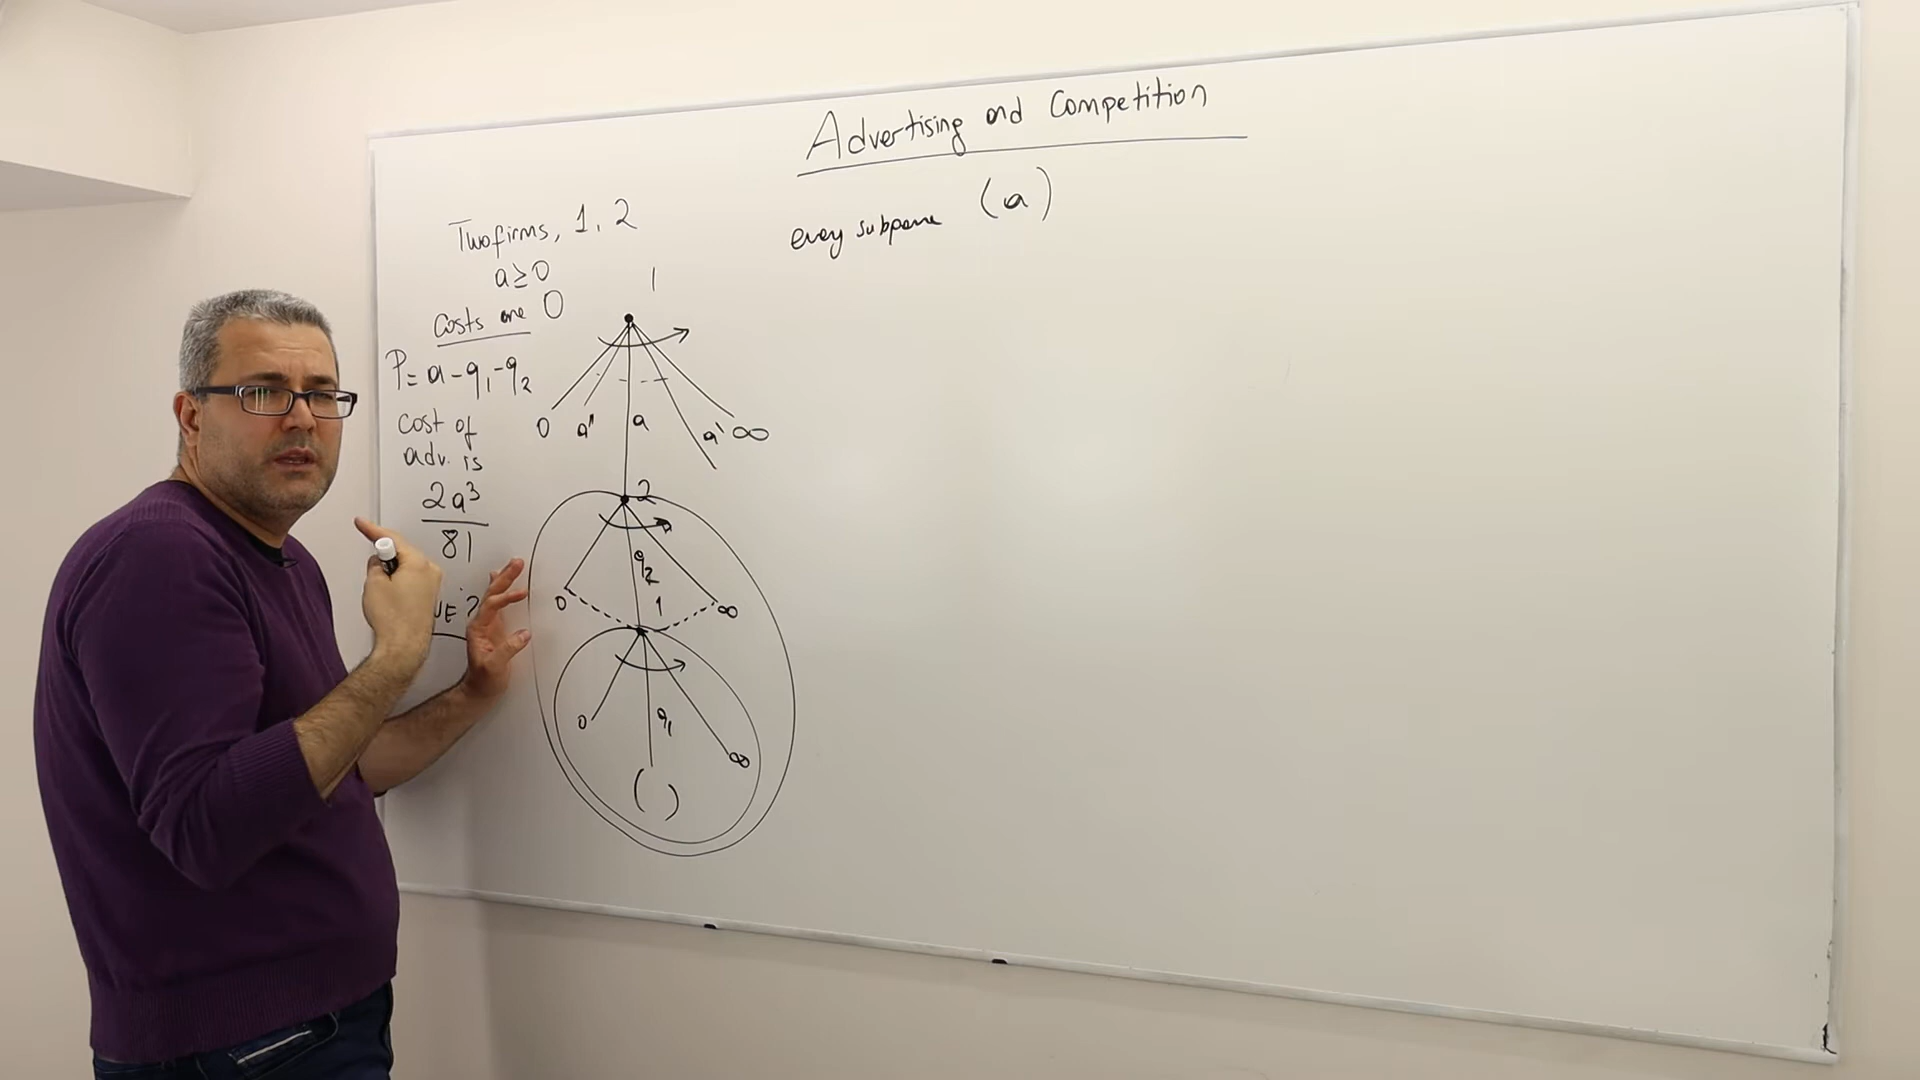 Advertising and Competition
every subgame (a)
Two firms, 1, 2
a ≥ 0
Costs are 0
P = a - q1 - q2
Cost of
adv. is
2a³
81
1
0 a" a a' ∞
2
q2
0 1 ∞
0 q1 ∞
( )